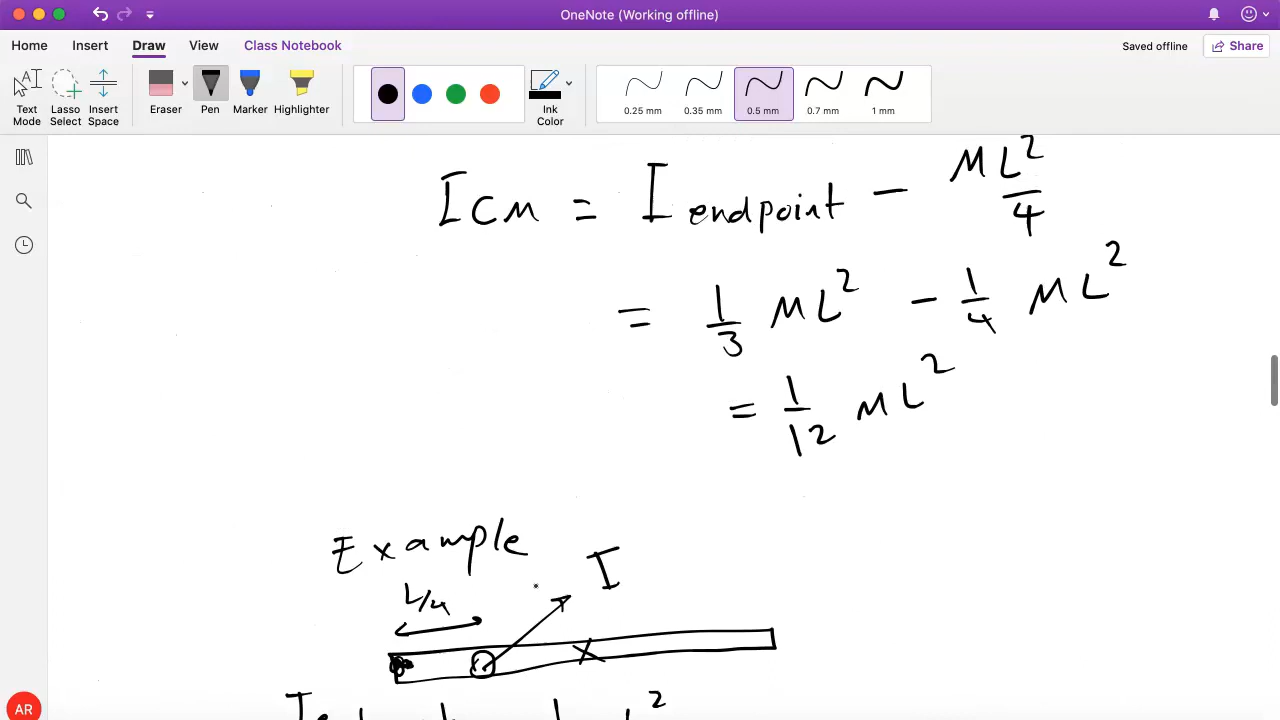 OneNote (Working offline)
Home Insert Draw View Class Notebook
Saved offline Share
Text Mode
Lasso Select
Insert Space
Eraser
Pen
Marker
Highlighter
Ink Color
0.25 mm 0.35 mm 0.5 mm 0.7 mm 1 mm
I CM = I endpoint − ML²/4
= 1/3 ML² − 1/4 ML²
= 1/12 ML²
Example
I
L/4
AR